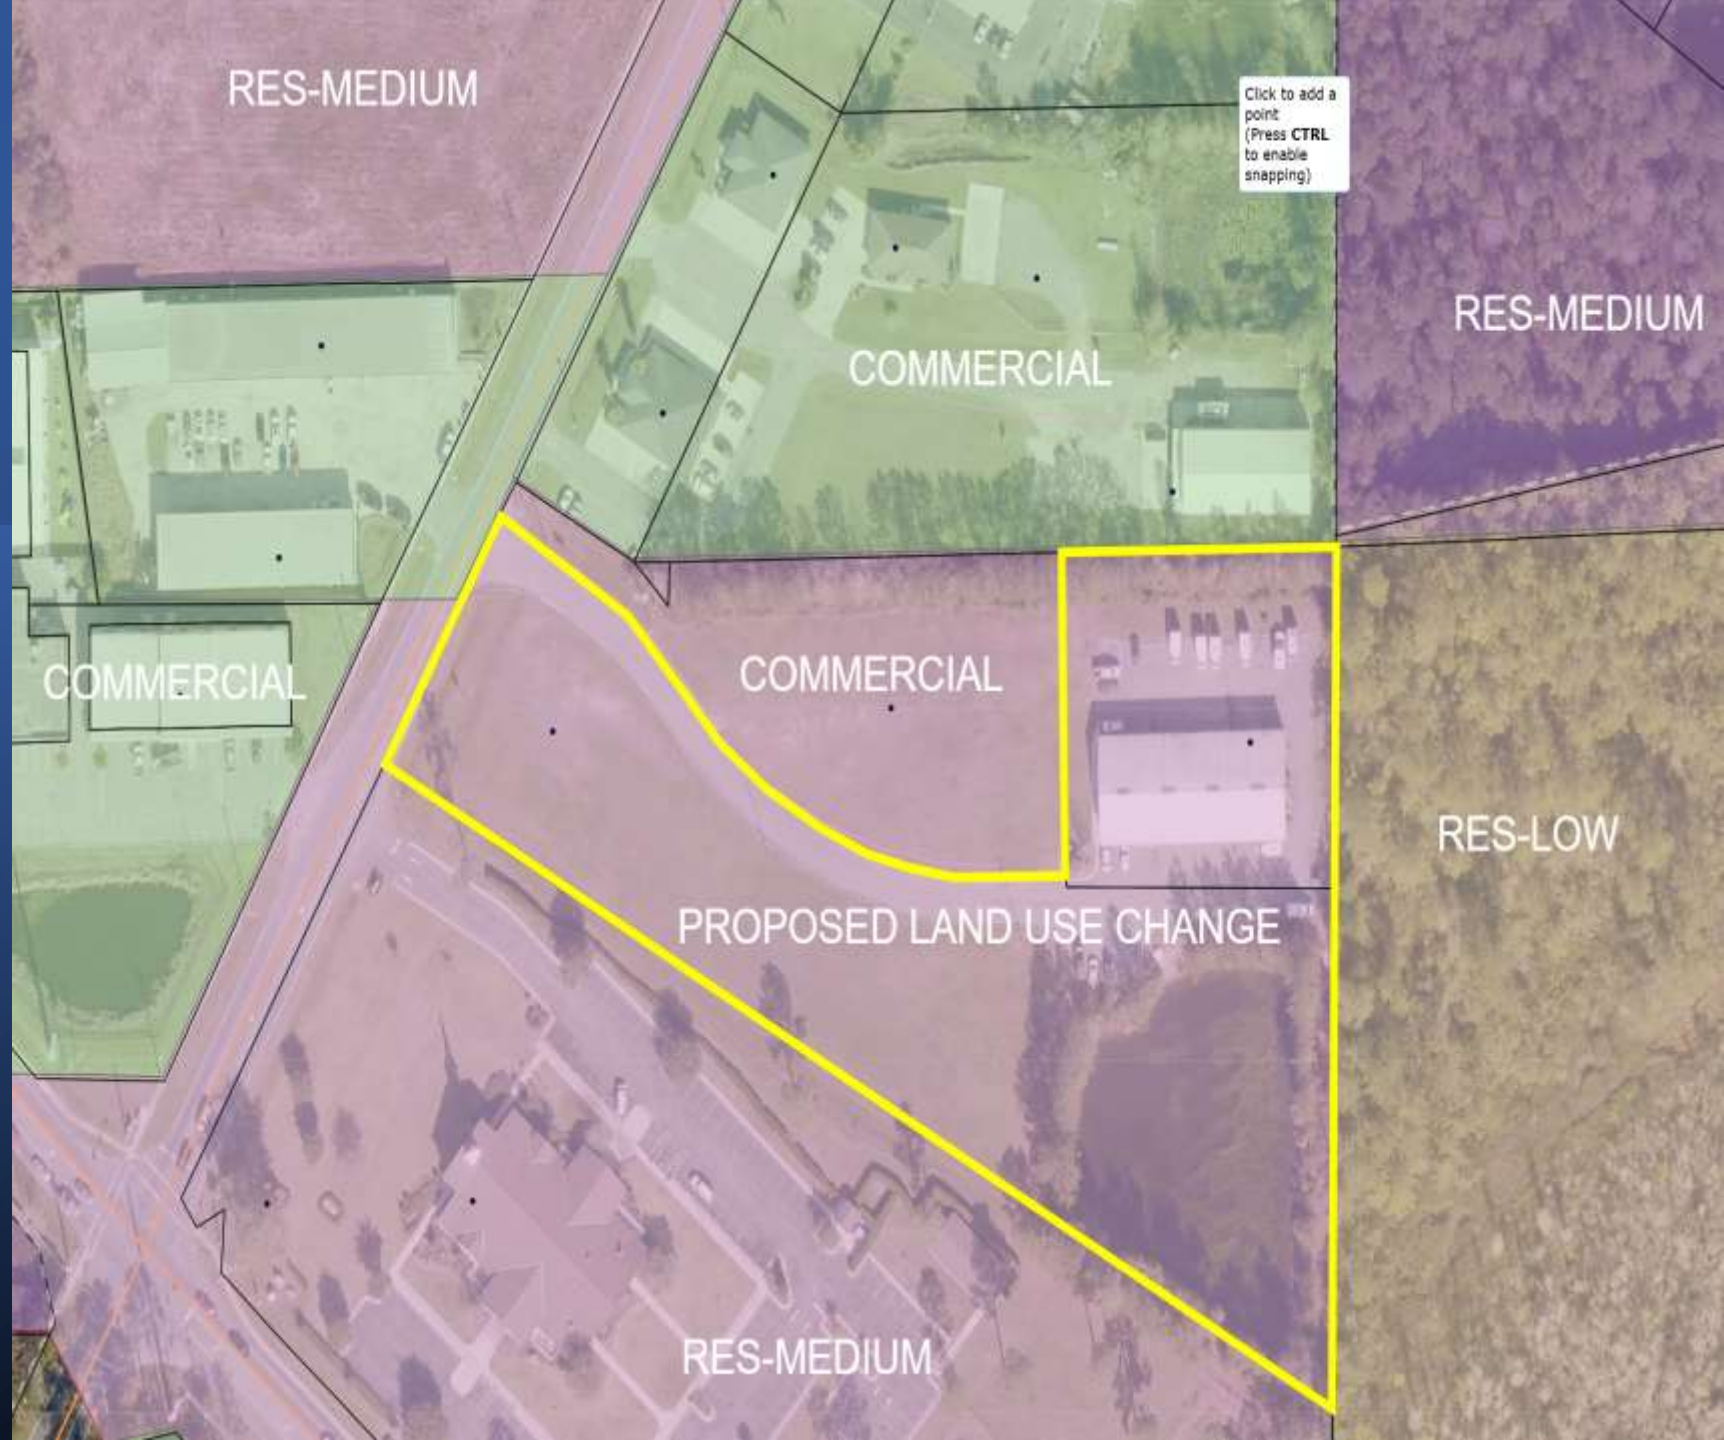 RES-MEDIUM
Click to add a
point
(Press CTRL
to enable
snapping)
RES-MEDIUM
COMMERCIAL
COMMERCIAL
COMMERCIAL
RES-LOW
PROPOSED LAND USE CHANGE
RES-MEDIUM